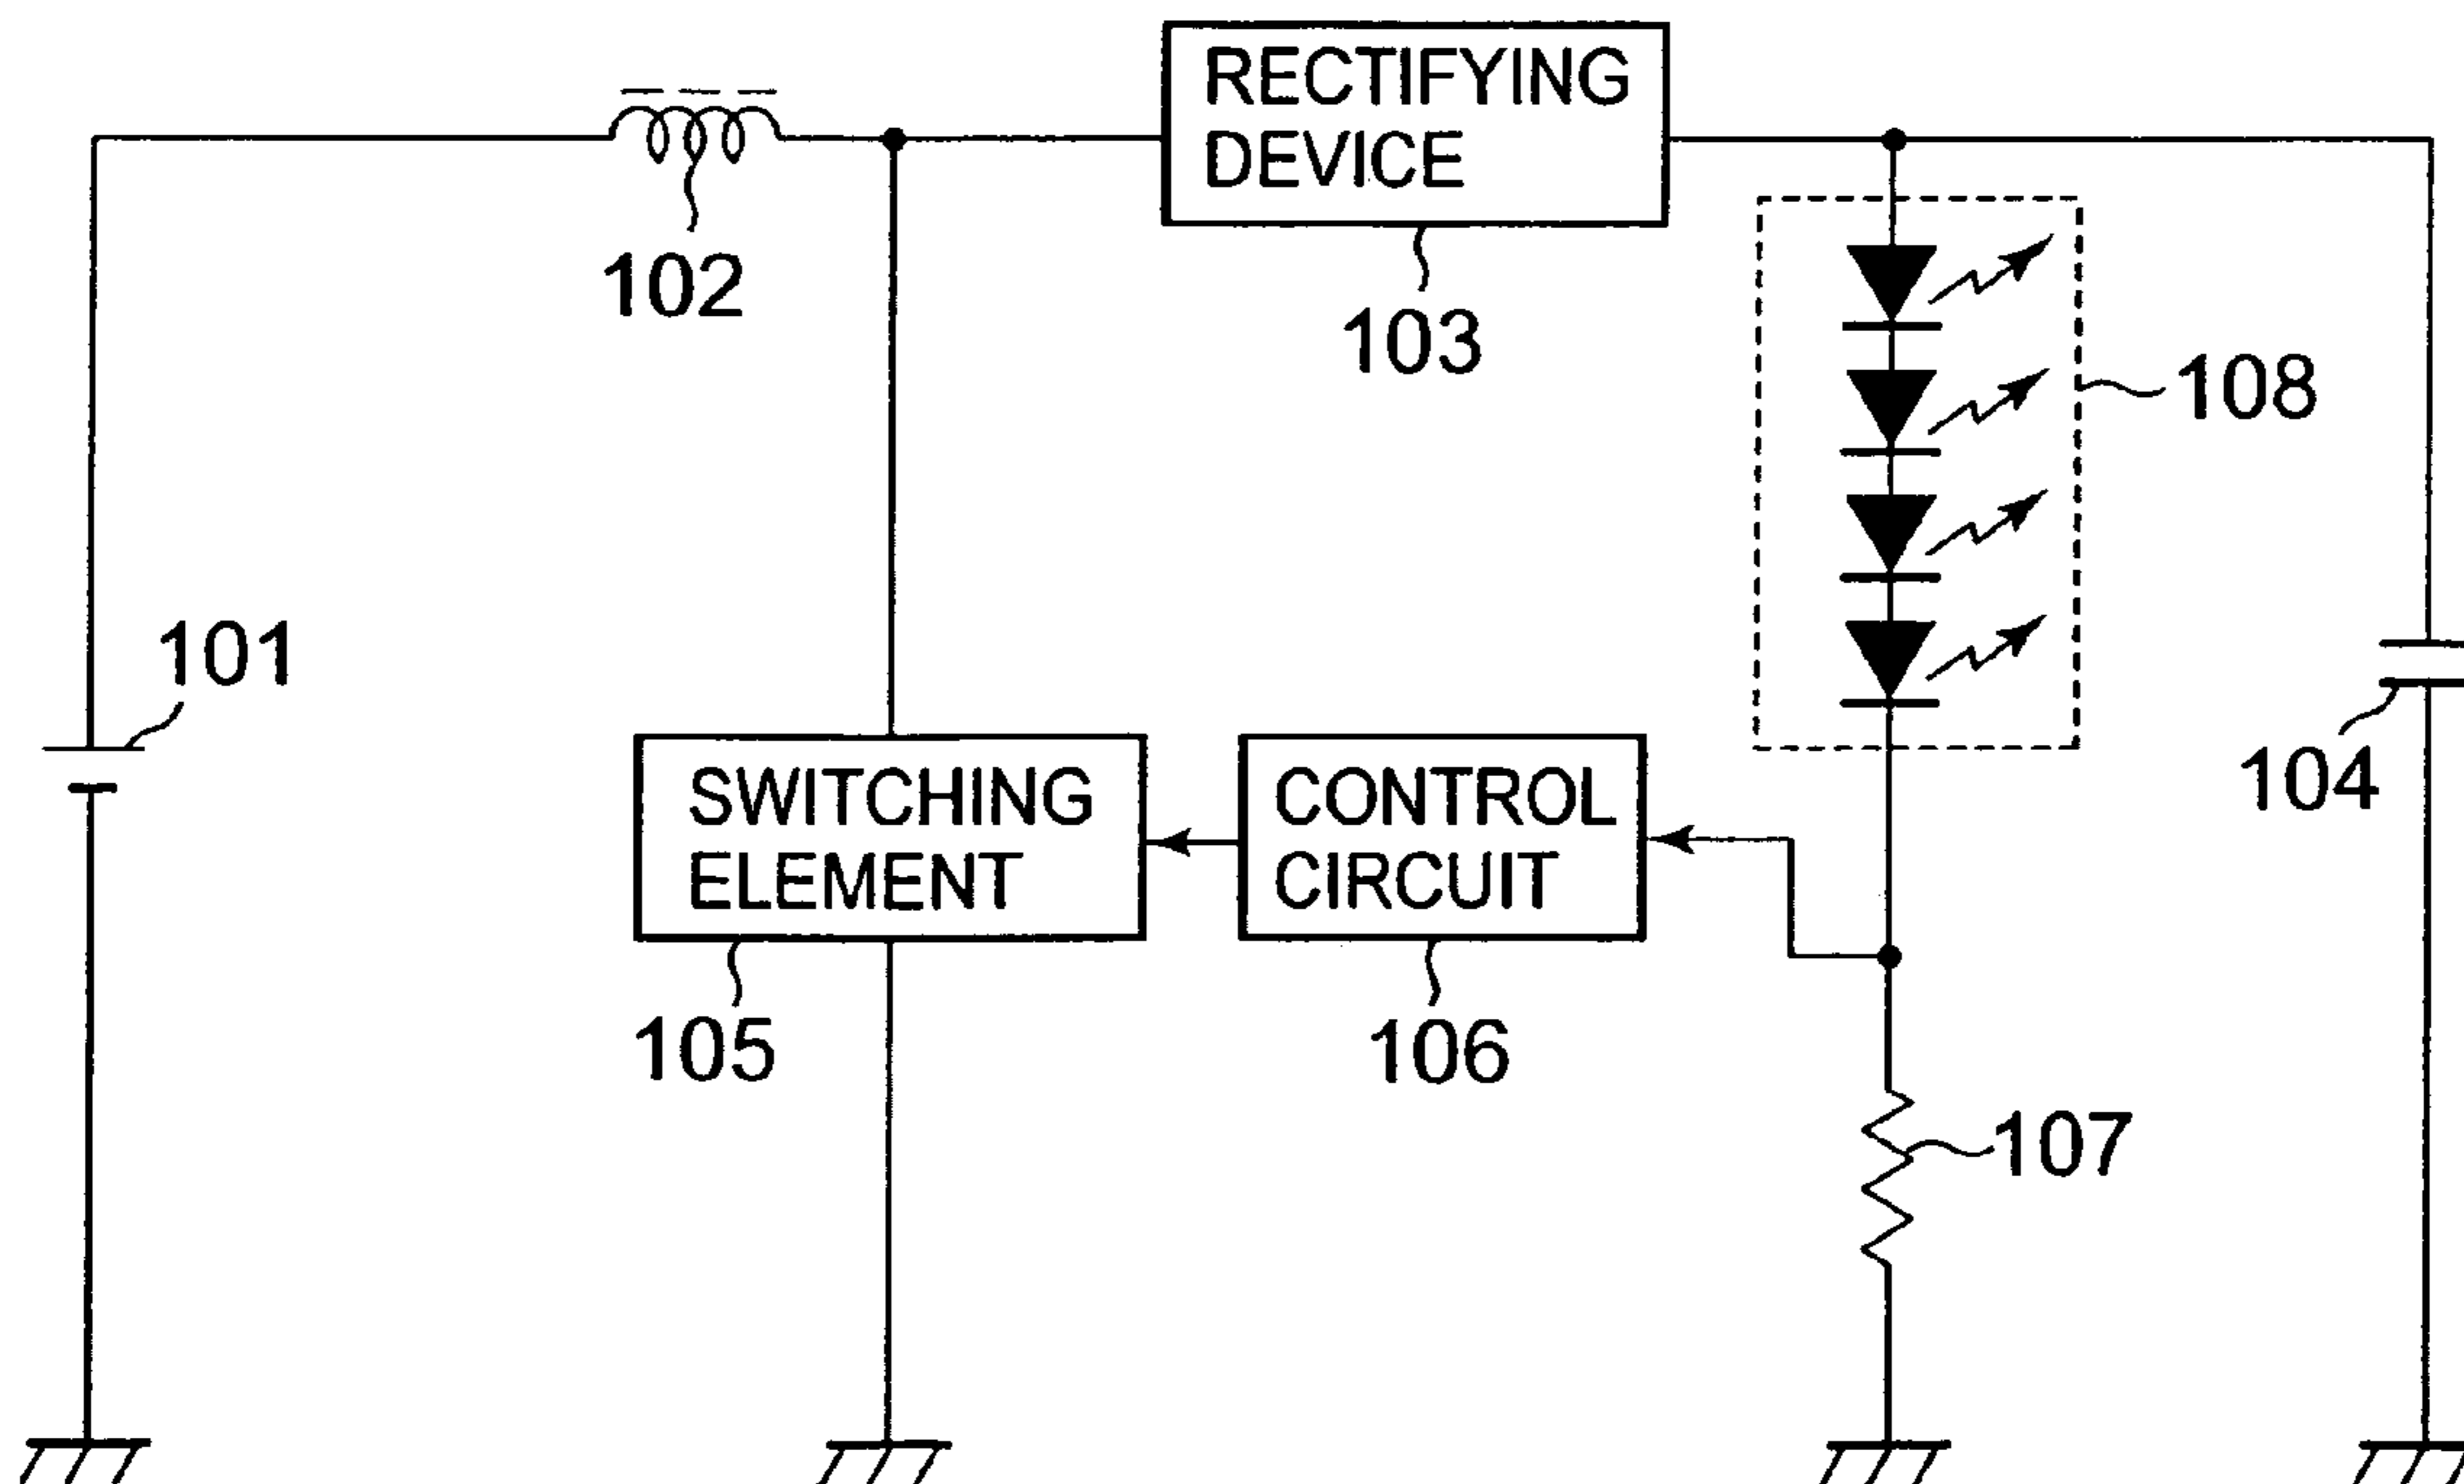 RECTIFYING
DEVICE
102
103
108
101
SWITCHING
ELEMENT
CONTROL
CIRCUIT
104
105
106
107